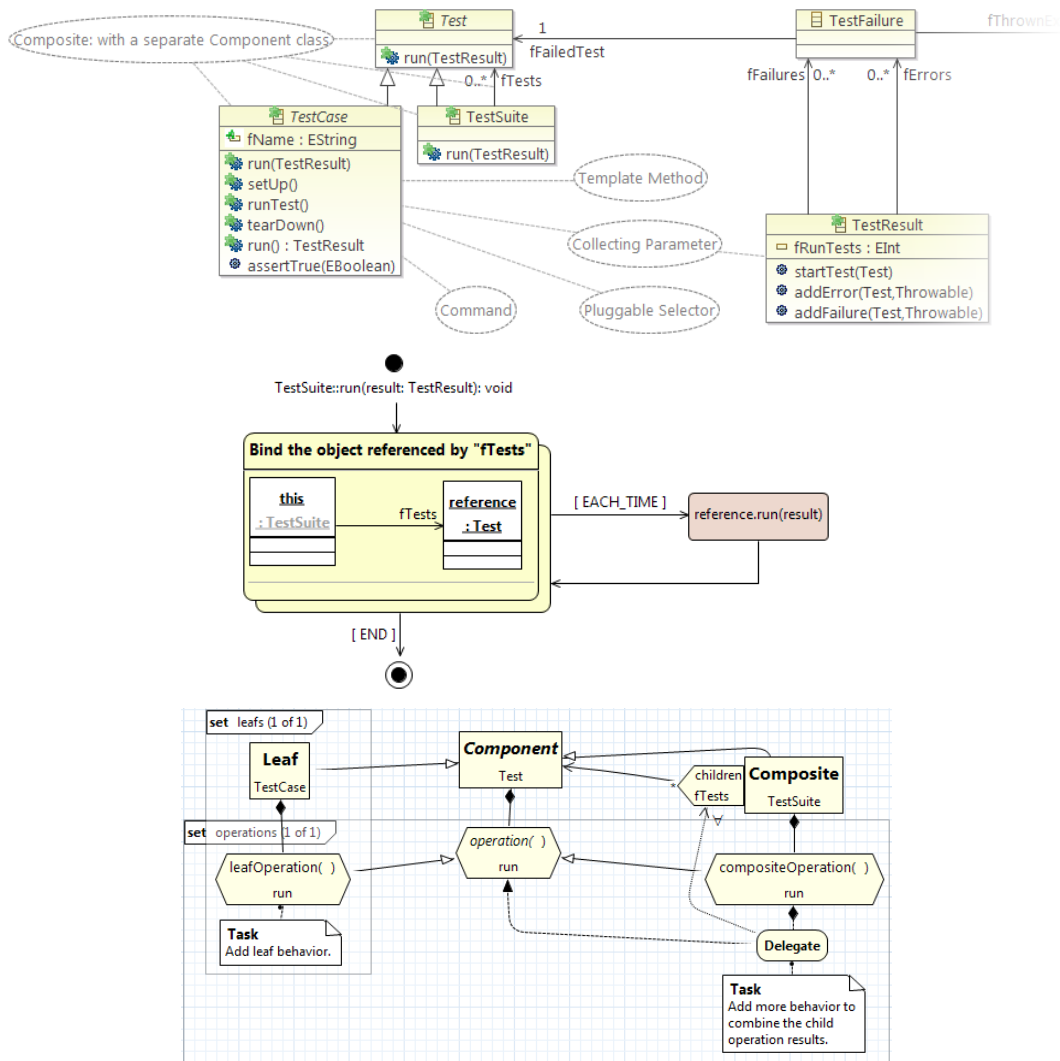 Test
run(TestResult)
Composite: with a separate Component class
1
fFailedTest
TestFailure
fThrownEx
0..* fTests
fFailures 0..*
0..* fErrors
TestCase
fName : EString
run(TestResult)
setUp()
runTest()
tearDown()
run() : TestResult
assertTrue(EBoolean)
TestSuite
run(TestResult)
Template Method
Collecting Parameter
Command
Pluggable Selector
TestResult
fRunTests : EInt
startTest(Test)
addError(Test,Throwable)
addFailure(Test,Throwable)
TestSuite::run(result: TestResult): void
Bind the object referenced by "fTests"
this
: TestSuite
fTests
reference
: Test
[ EACH_TIME ]
reference.run(result)
[ END ]
set leafs (1 of 1)
Leaf
TestCase
Component
Test
children
fTests
*
∀
Composite
TestSuite
set operations (1 of 1)
leafOperation( )
run
operation( )
run
compositeOperation( )
run
Task
Add leaf behavior.
Delegate
Task
Add more behavior to
combine the child
operation results.